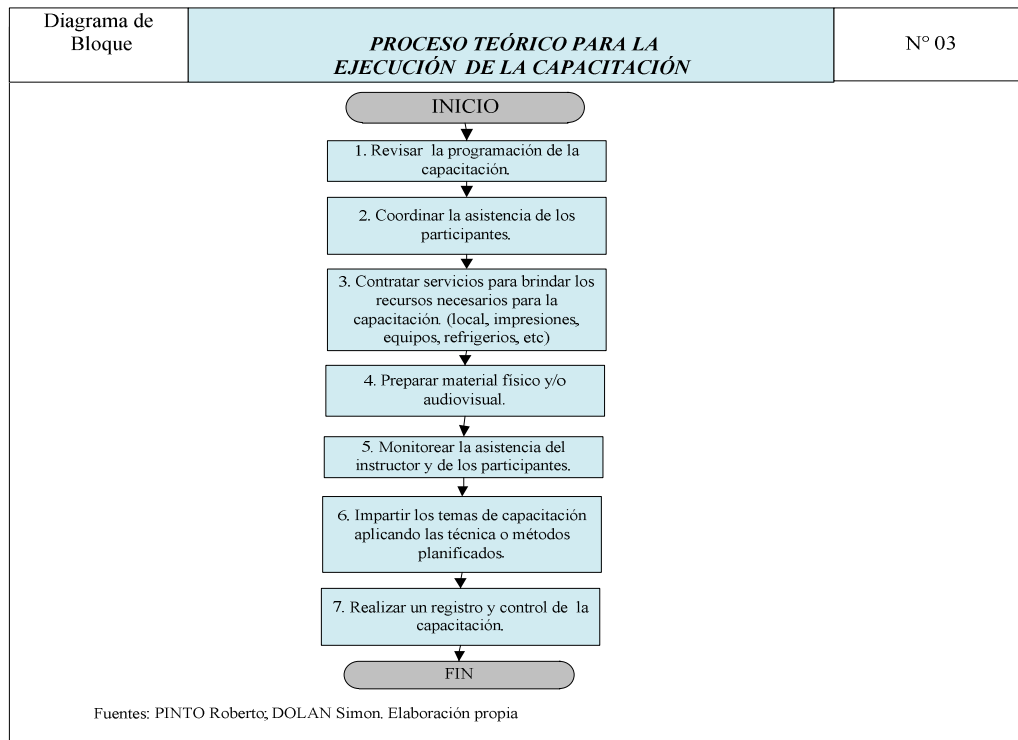 Diagrama de
Bloque
PROCESO TEÓRICO PARA LA
EJECUCIÓN DE LA CAPACITACIÓN
N° 03
INICIO
1. Revisar la programación de la
capacitación.
2. Coordinar la asistencia de los
participantes.
3. Contratar servicios para brindar los
recursos necesarios para la
capacitación. (local, impresiones,
equipos, refrigerios, etc)
4. Preparar material físico y/o
audiovisual.
5. Monitorear la asistencia del
instructor y de los participantes.
6. Impartir los temas de capacitación
aplicando las técnica o métodos
planificados.
7. Realizar un registro y control de la
capacitación.
FIN
Fuentes: PINTO Roberto; DOLAN Simon. Elaboración propia